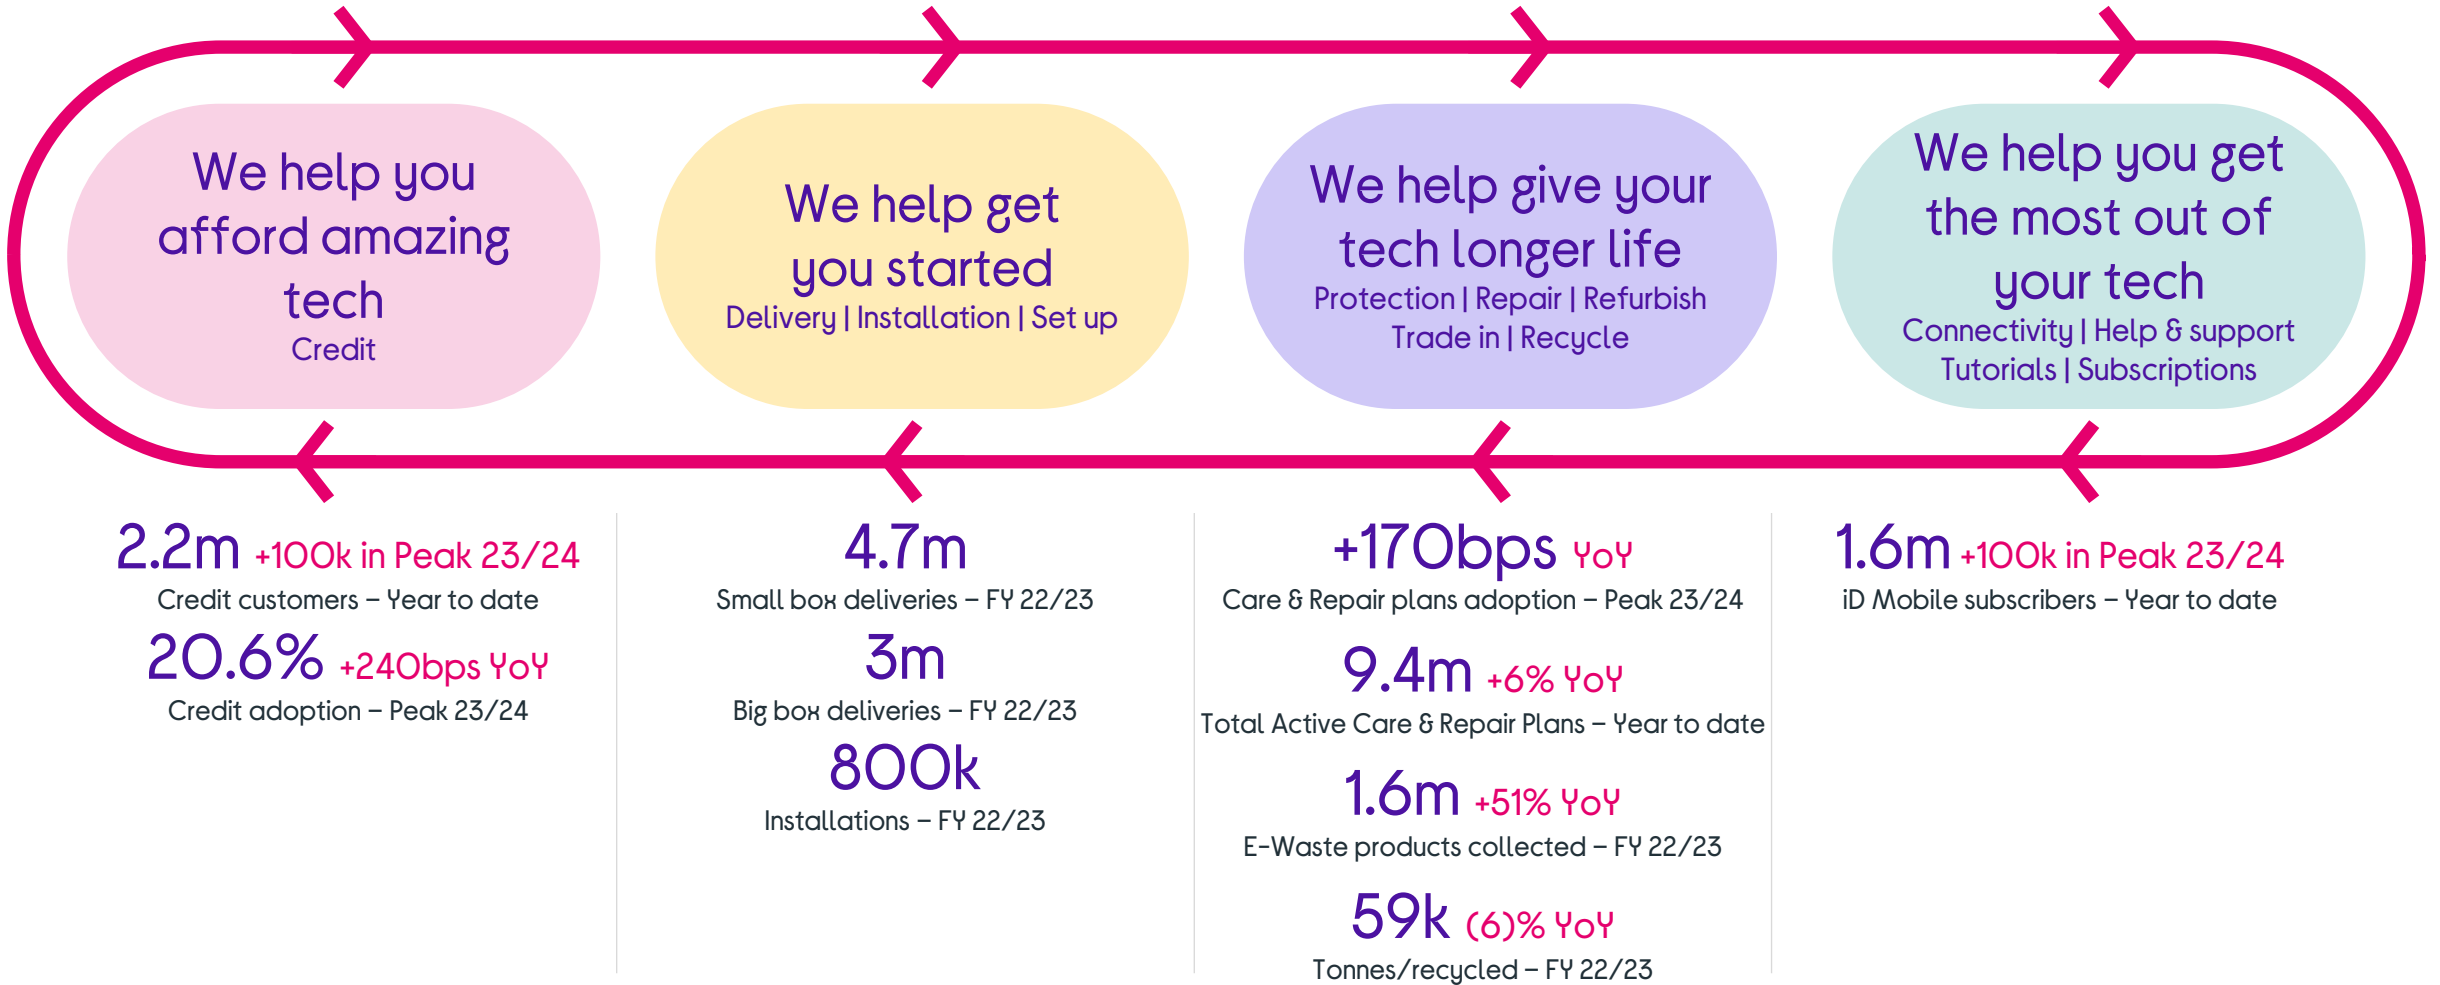 We help you
afford amazing
tech
Credit
We help get
you started
Delivery | Installation | Set up
We help give your
tech longer life
Protection | Repair | Refurbish
Trade in | Recycle
We help you get
the most out of
your tech
Connectivity | Help & support
Tutorials | Subscriptions
2.2m +100k in Peak 23/24
Credit customers – Year to date
20.6% +240bps YoY
Credit adoption – Peak 23/24
4.7m
Small box deliveries – FY 22/23
3m
Big box deliveries – FY 22/23
800k
Installations – FY 22/23
+170bps YoY
Care & Repair plans adoption – Peak 23/24
9.4m +6% YoY
Total Active Care & Repair Plans – Year to date
1.6m +51% YoY
E-Waste products collected – FY 22/23
59k (6)% YoY
Tonnes/recycled – FY 22/23
1.6m +100k in Peak 23/24
iD Mobile subscribers – Year to date